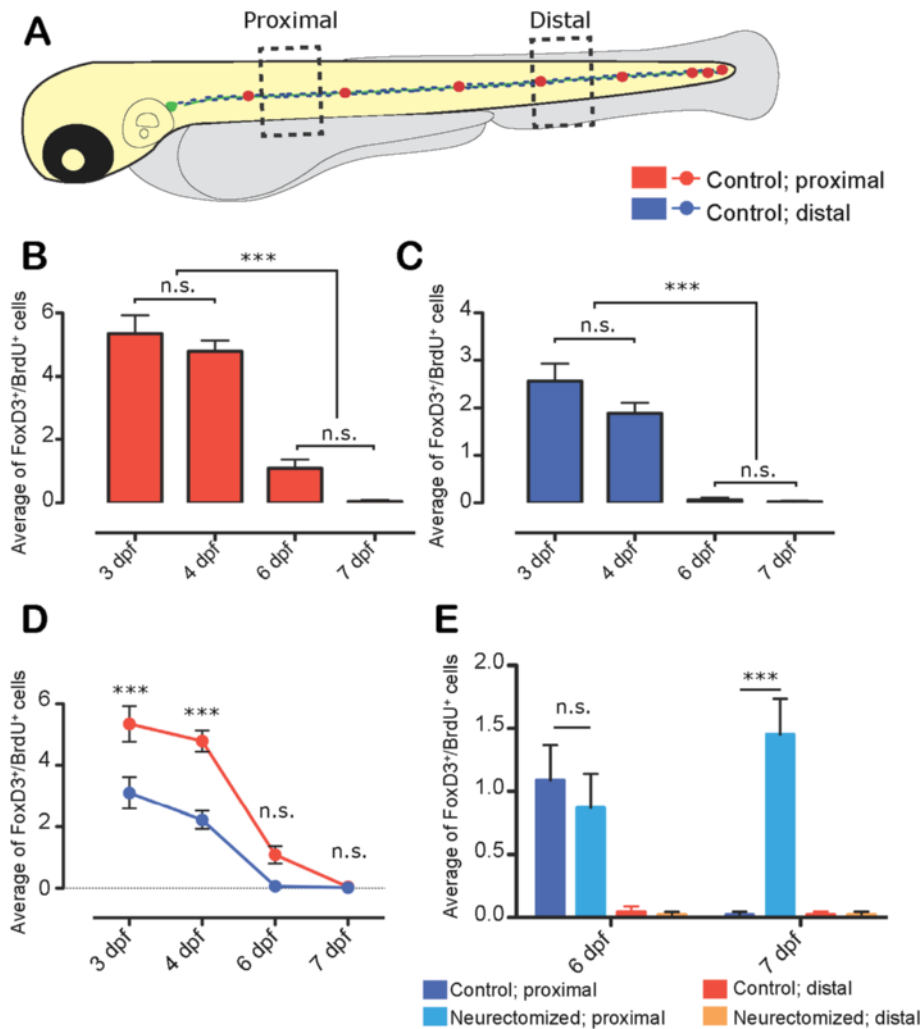 A
Proximal
Distal
Control; proximal
Control; distal
B
Average of FoxD3⁺/BrdU⁺ cells
6
4
2
0
***
n.s.
n.s.
3 dpf
4 dpf
6 dpf
7 dpf
C
Average of FoxD3⁺/BrdU⁺ cells
4
3
2
1
0
***
n.s.
n.s.
3 dpf
4 dpf
6 dpf
7 dpf
D
Average of FoxD3⁺/BrdU⁺ cells
6
4
2
0
***
***
n.s.
n.s.
3 dpf
4 dpf
6 dpf
7 dpf
E
Average of FoxD3⁺/BrdU⁺ cells
2.0
1.5
1.0
0.5
0.0
n.s.
***
6 dpf
7 dpf
Control; proximal
Neurectomized; proximal
Control; distal
Neurectomized; distal